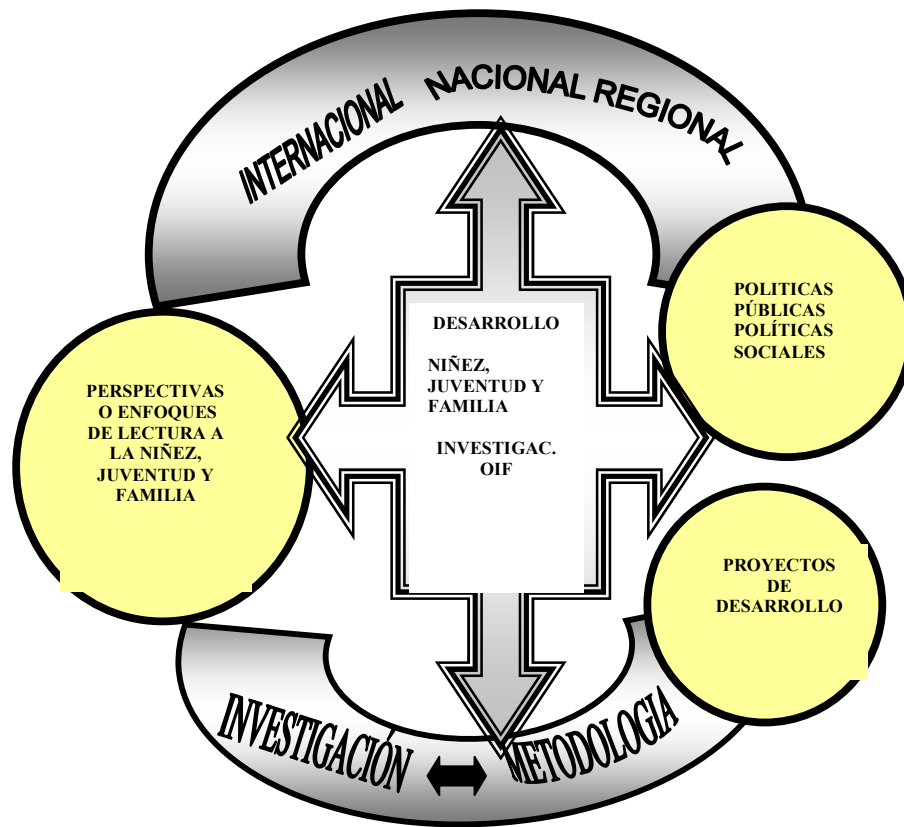 INTERNACIONAL NACIONAL REGIONAL
POLITICAS
PÚBLICAS
POLÍTICAS
SOCIALES
DESARROLLO
NIÑEZ,
JUVENTUD Y
FAMILIA
INVESTIGAC.
OIF
PERSPECTIVAS
O ENFOQUES
DE LECTURA A
LA NIÑEZ,
JUVENTUD Y
FAMILIA
PROYECTOS
DE
DESARROLLO
INVESTIGACIÓN METODOLOGIA